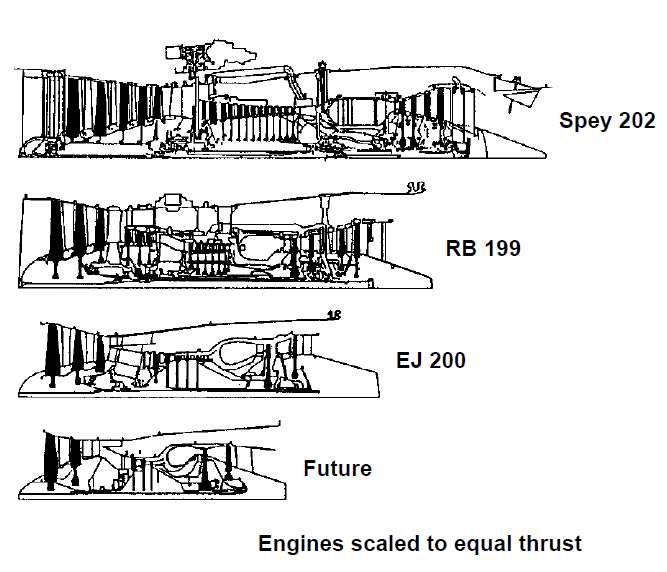 Spey 202
RB 199
EJ 200
Future
Engines scaled to equal thrust